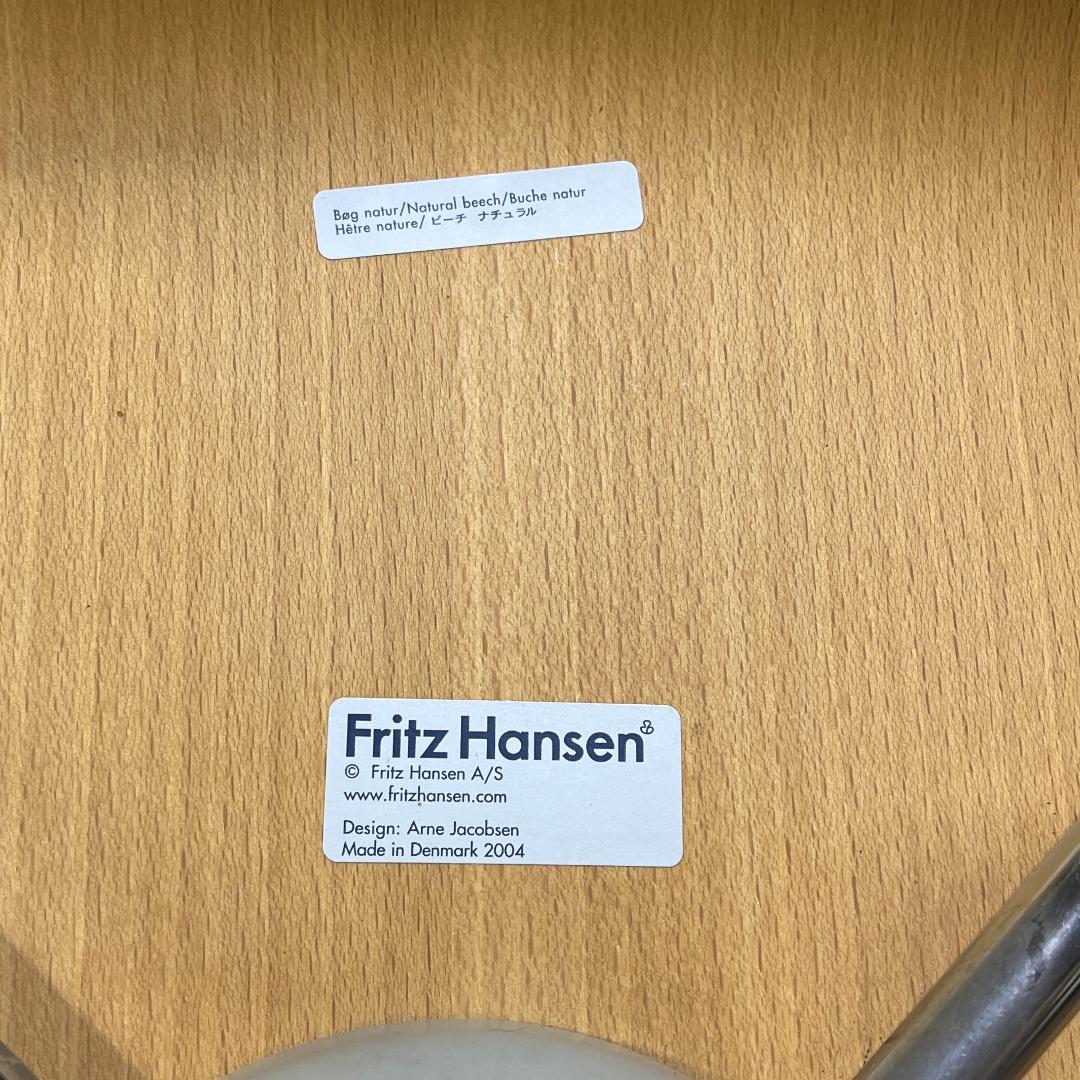 Bøg natur/Natural beech/Buche natur
Hêtre nature/ ビーチ ナチュラル
Fritz Hansen
© Fritz Hansen A/S
www.fritzhansen.com
Design: Arne Jacobsen
Made in Denmark 2004